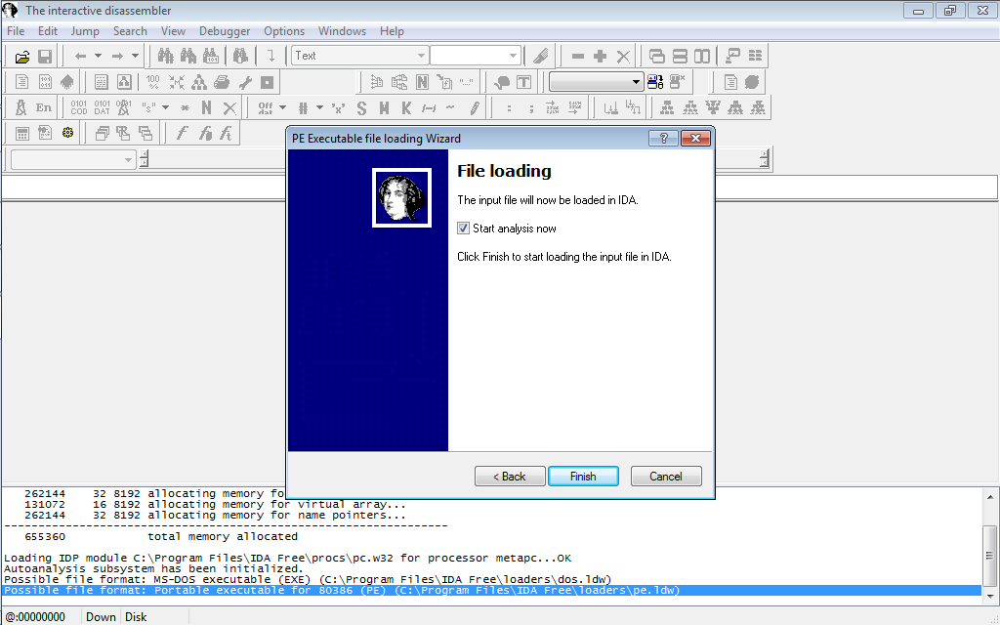 The interactive disassembler
File Edit Jump Search View Debugger Options Windows Help
Text
PE Executable file loading Wizard
File loading
The input file will now be loaded in IDA.
Start analysis now
Click Finish to start loading the input file in IDA.
< Back Finish Cancel
262144 32 8192 allocating memory fo
131072 16 8192 allocating memory for virtual array...
262144 32 8192 allocating memory for name pointers...
-----------------------------------------------------------------
655360 total memory allocated
Loading IDP module C:\Program Files\IDA Free\procs\pc.w32 for processor metapc...OK
Autoanalysis subsystem has been initialized.
Possible file format: MS-DOS executable (EXE) (C:\Program Files\IDA Free\loaders\dos.ldw)
Possible file format: Portable executable for 80386 (PE) (C:\Program Files\IDA Free\loaders\pe.ldw)
@:00000000 Down Disk